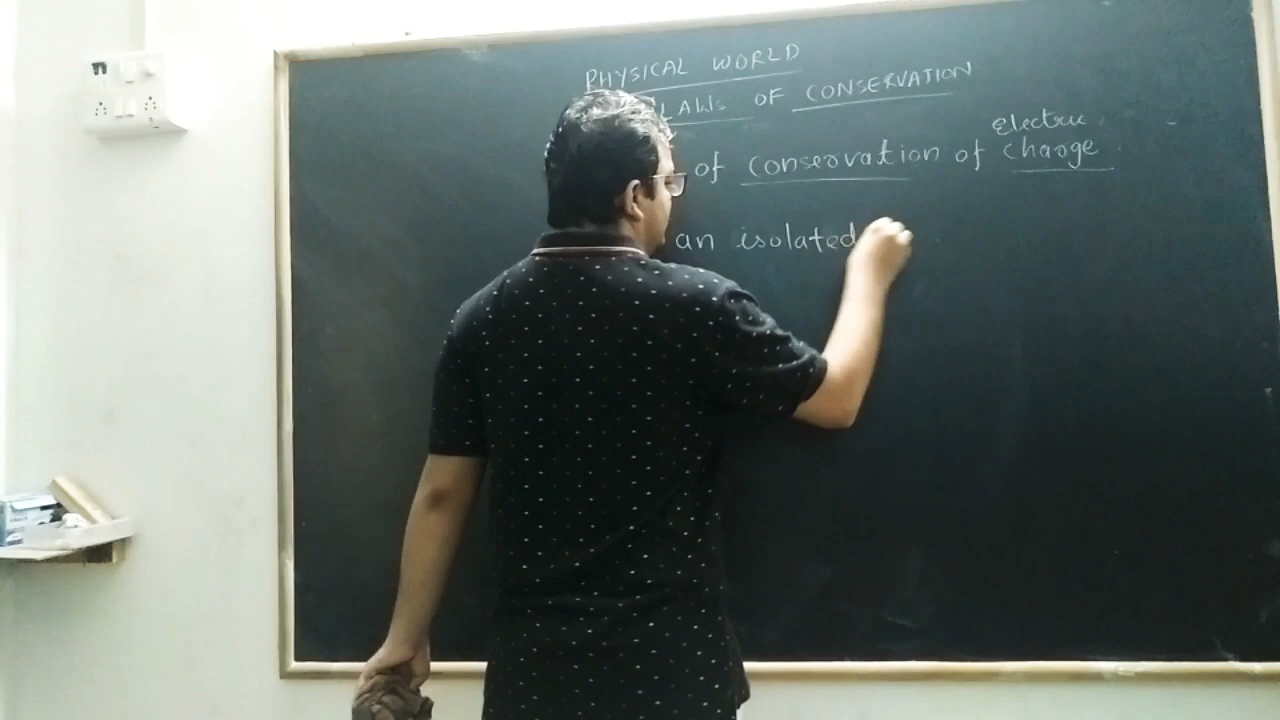 PHYSICAL WORLD
LAWS OF CONSERVATION
Electric
of conservation of charge
an isolated